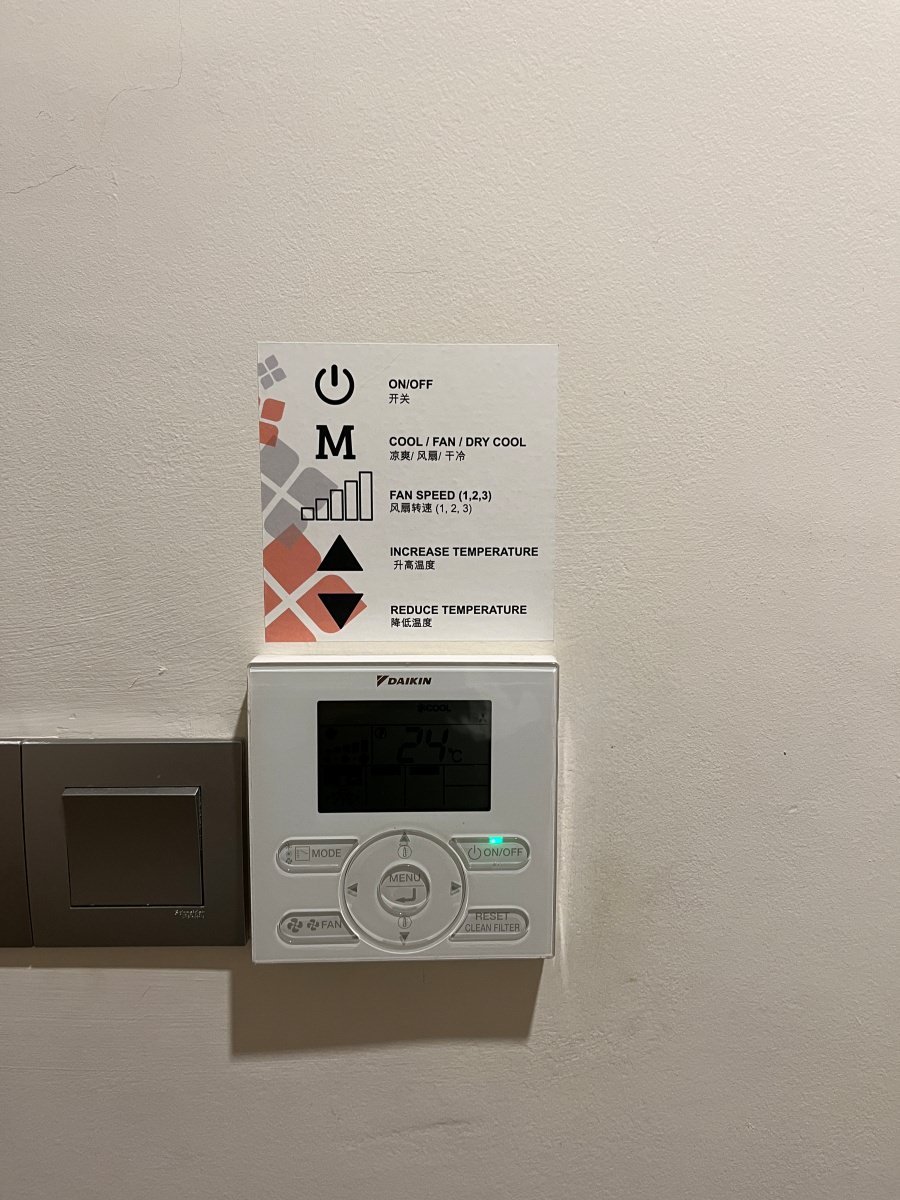 ON/OFF
开关
M
COOL / FAN / DRY COOL
凉爽/ 风扇/ 干冷
FAN SPEED (1,2,3)
风扇转速 (1, 2, 3)
INCREASE TEMPERATURE
升高温度
REDUCE TEMPERATURE
降低温度
DAIKIN
COOL
24°C
MODE
ON/OFF
MENU
FAN
RESET
CLEAN FILTER
Schneider